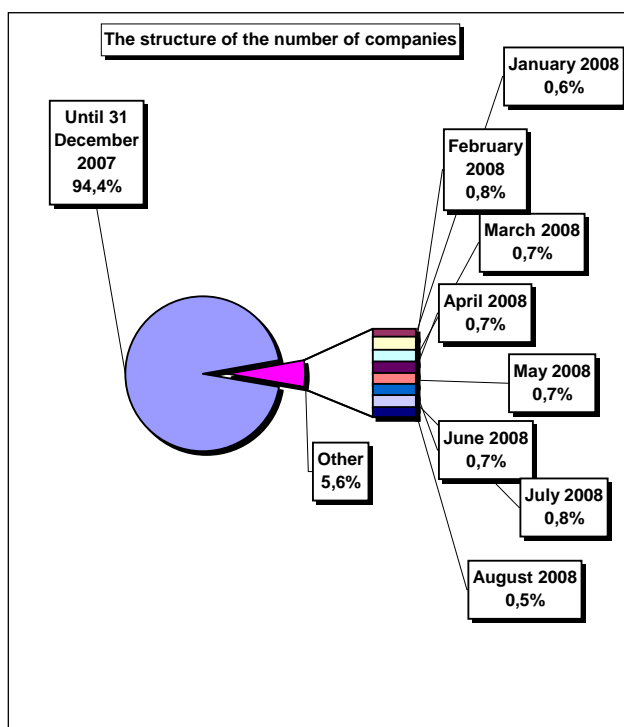 The structure of the number of companies
January 2008
0,6%
Until 31
December
2007
94,4%
February
2008
0,8%
March 2008
0,7%
April 2008
0,7%
May 2008
0,7%
June 2008
0,7%
Other
5,6%
July 2008
0,8%
August 2008
0,5%